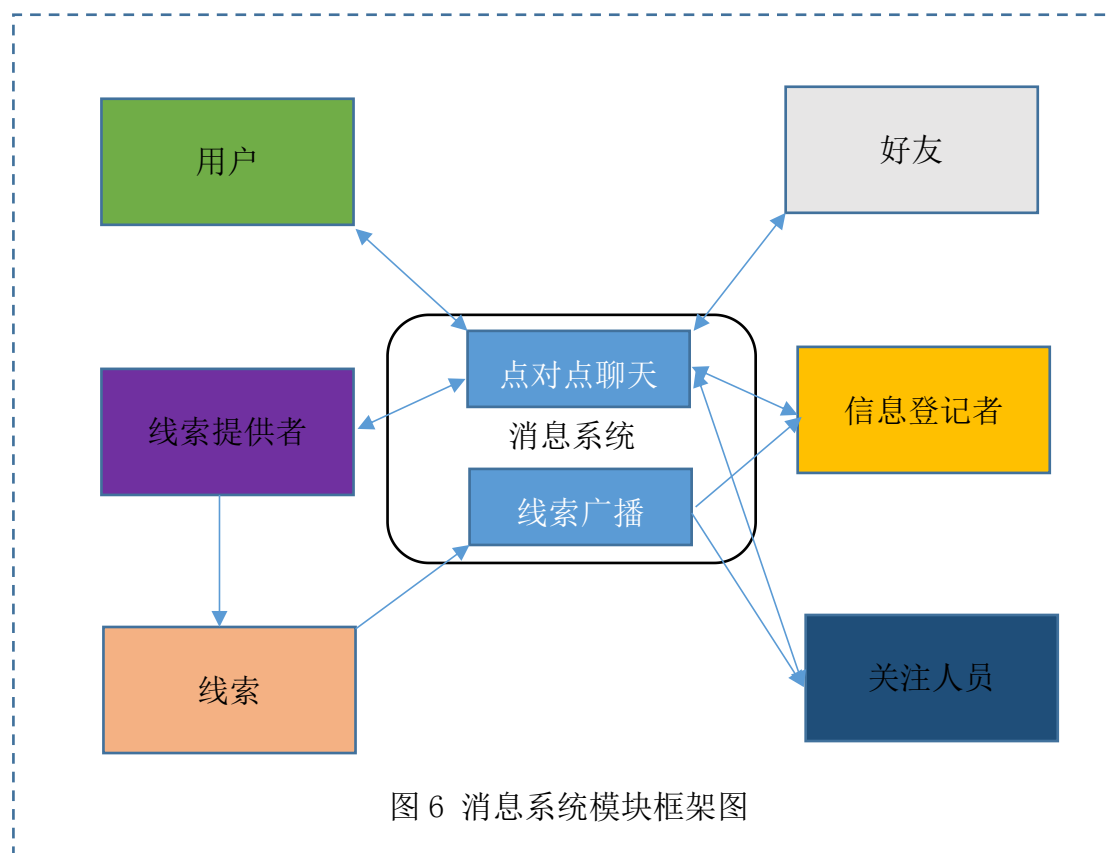 用户
好友
点对点聊天
线索提供者
消息系统
信息登记者
线索广播
线索
关注人员
图 6 消息系统模块框架图